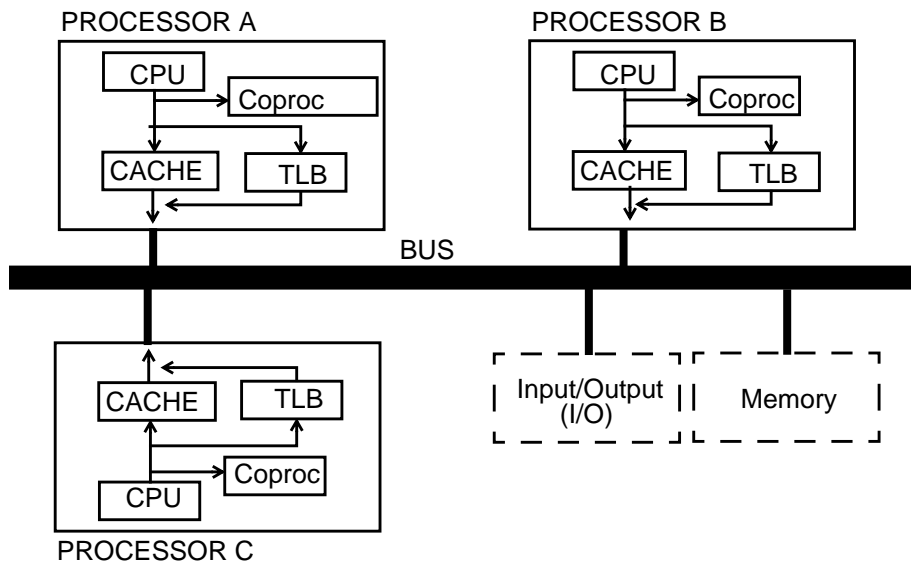 PROCESSOR A
CPU
Coproc
CACHE
TLB
PROCESSOR B
CPU
Coproc
CACHE
TLB
BUS
CACHE
TLB
Coproc
CPU
PROCESSOR C
Input/Output
(I/O)
Memory